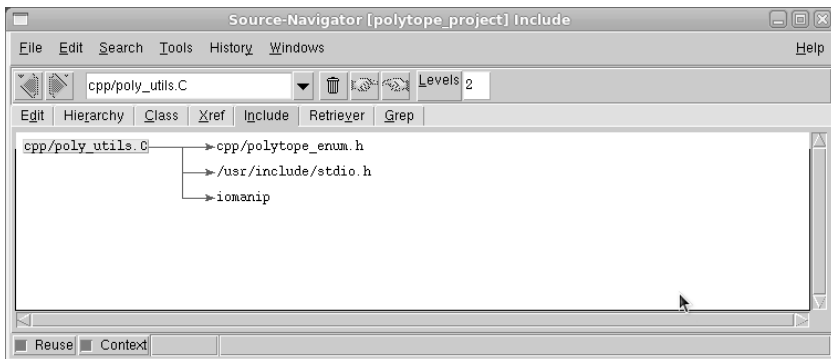 Source-Navigator [polytope_project] Include
File Edit Search Tools History Windows Help
cpp/poly_utils.C Levels 2
Edit Hierarchy Class Xref Include Retriever Grep
cpp/poly_utils.C cpp/polytope_enum.h
/usr/include/stdio.h
iomanip
Reuse Context